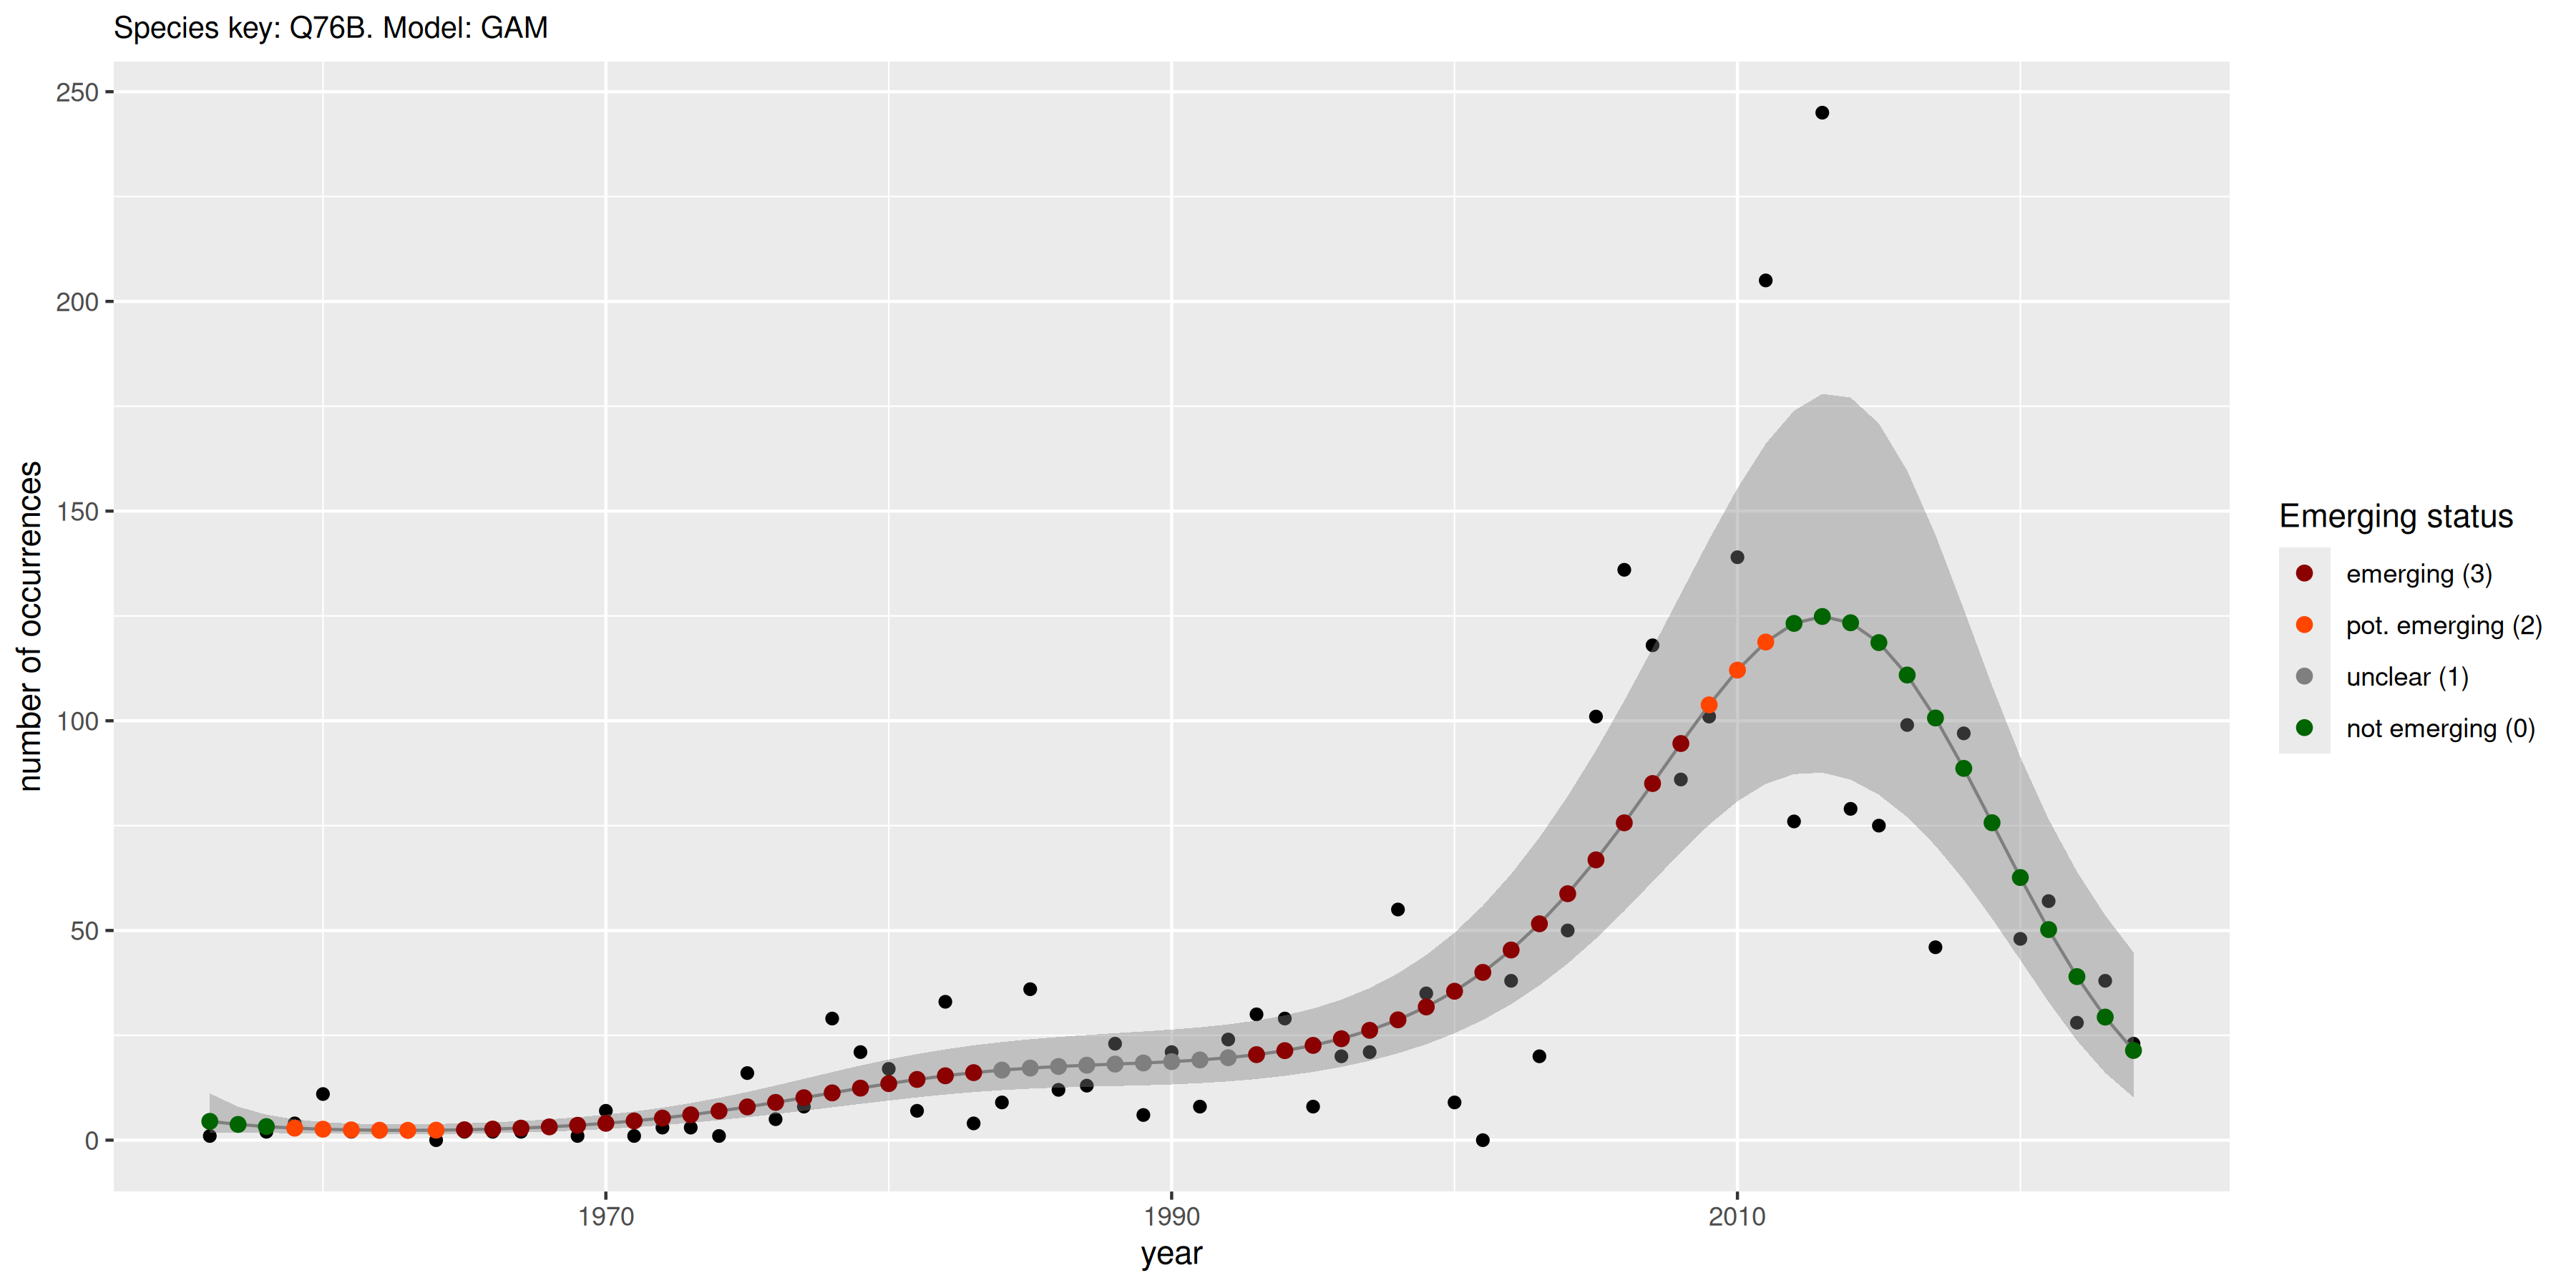 Species key: Q76B. Model: GAM
250
200
150
100
50
0
number of occurrences
1970
1990
2010
year
Emerging status
emerging (3)
pot. emerging (2)
unclear (1)
not emerging (0)